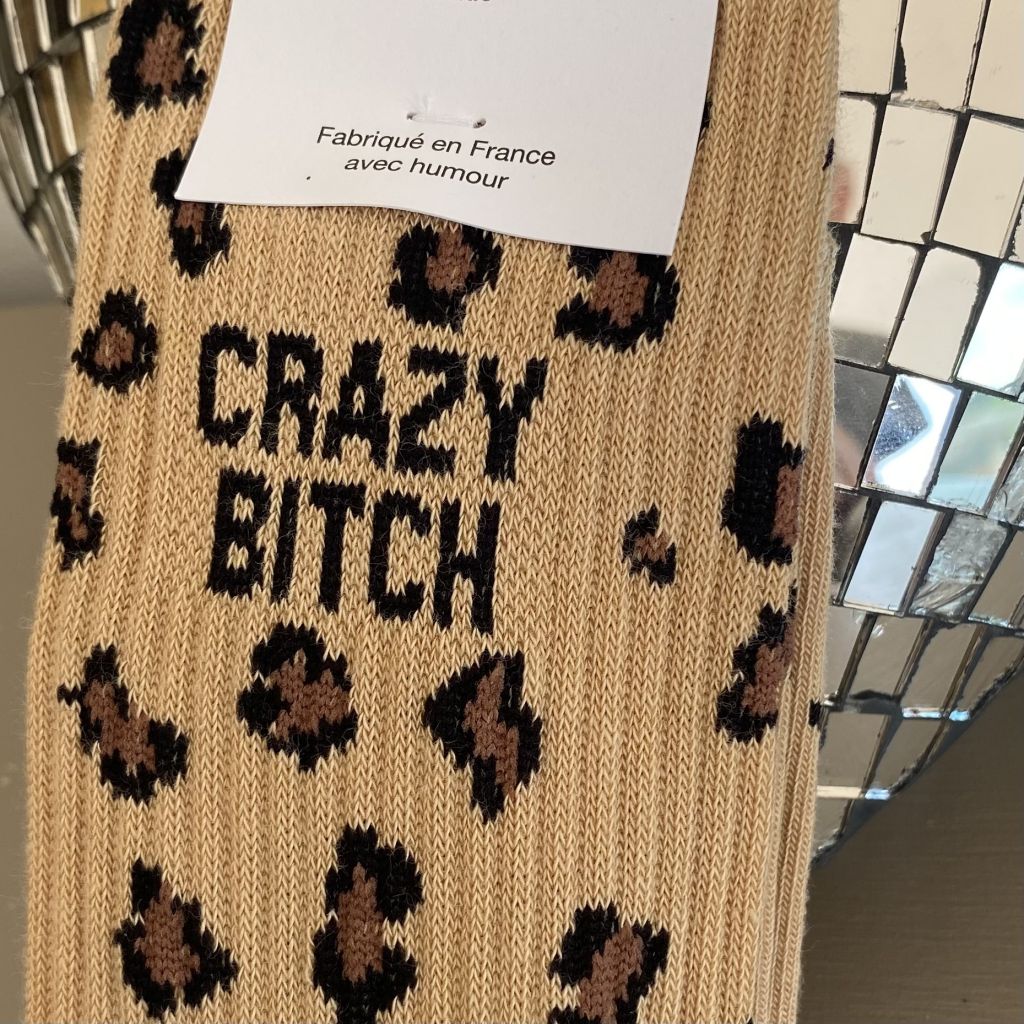 Fabriqué en France
avec humour
CRAZY
BITCH